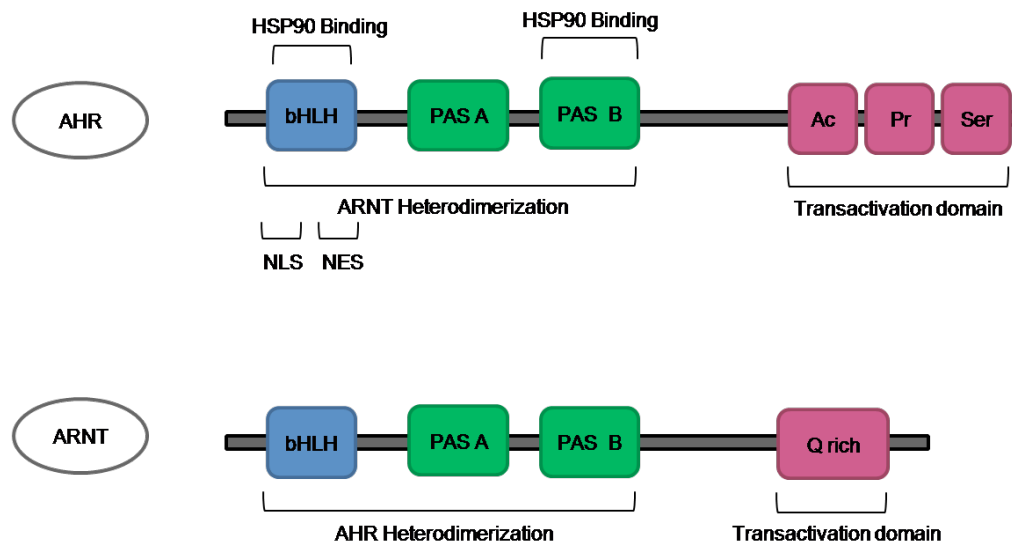 HSP90 Binding
HSP90 Binding
AHR
bHLH
PAS A
PAS B
Ac
Pr
Ser
ARNT Heterodimerization
Transactivation domain
NLS
NES
ARNT
bHLH
PAS A
PAS B
Q rich
AHR Heterodimerization
Transactivation domain